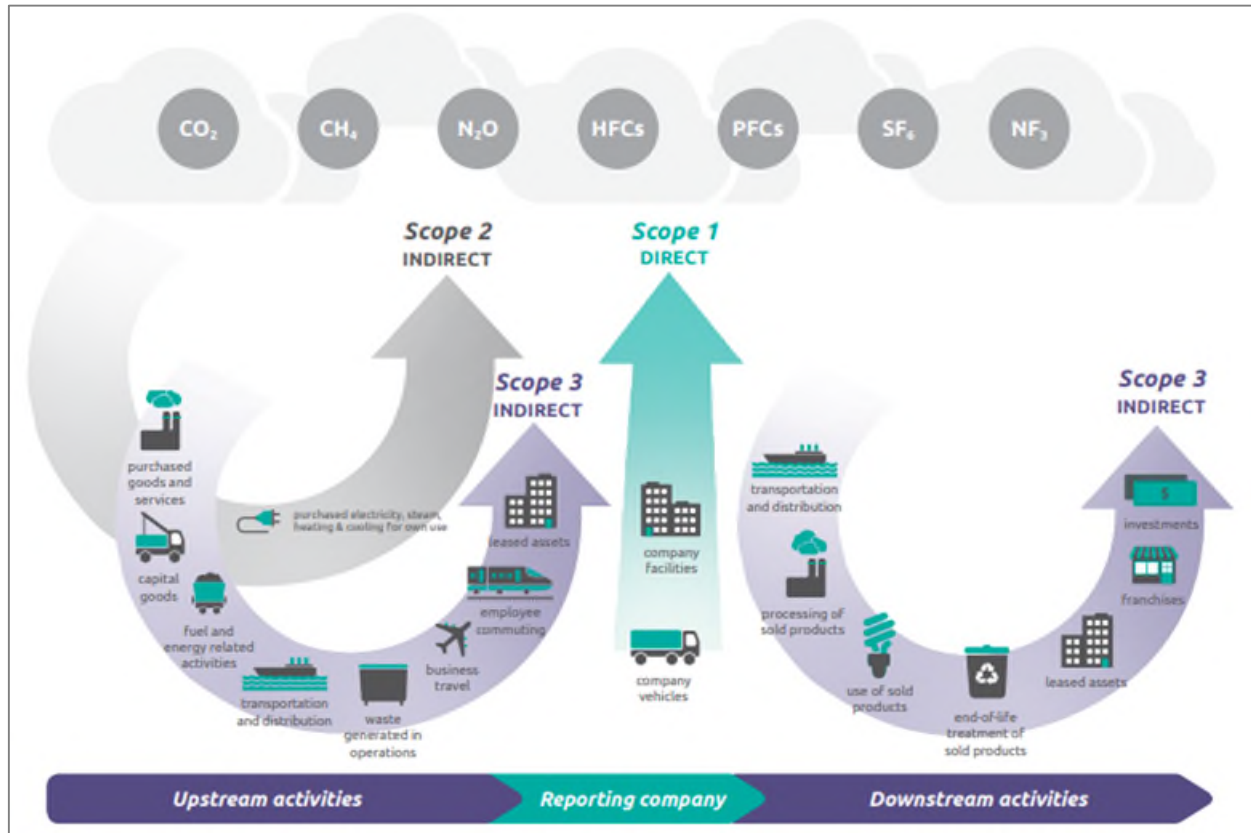 CO₂
CH₄
N₂O
HFCs
PFCs
SF₆
NF₃
Scope 2
INDIRECT
Scope 1
DIRECT
Scope 3
INDIRECT
Scope 3
INDIRECT
purchased
goods and
services
capital
goods
fuel and
energy related
activities
transportation
and distribution
waste
generated in
operations
business
travel
employee
commuting
leased assets
purchased electricity, steam,
heating & cooling for own use
company
facilities
company
vehicles
transportation
and distribution
processing of
sold products
use of sold
products
end-of-life
treatment of
sold products
leased assets
franchises
investments
$
Upstream activities
Reporting company
Downstream activities